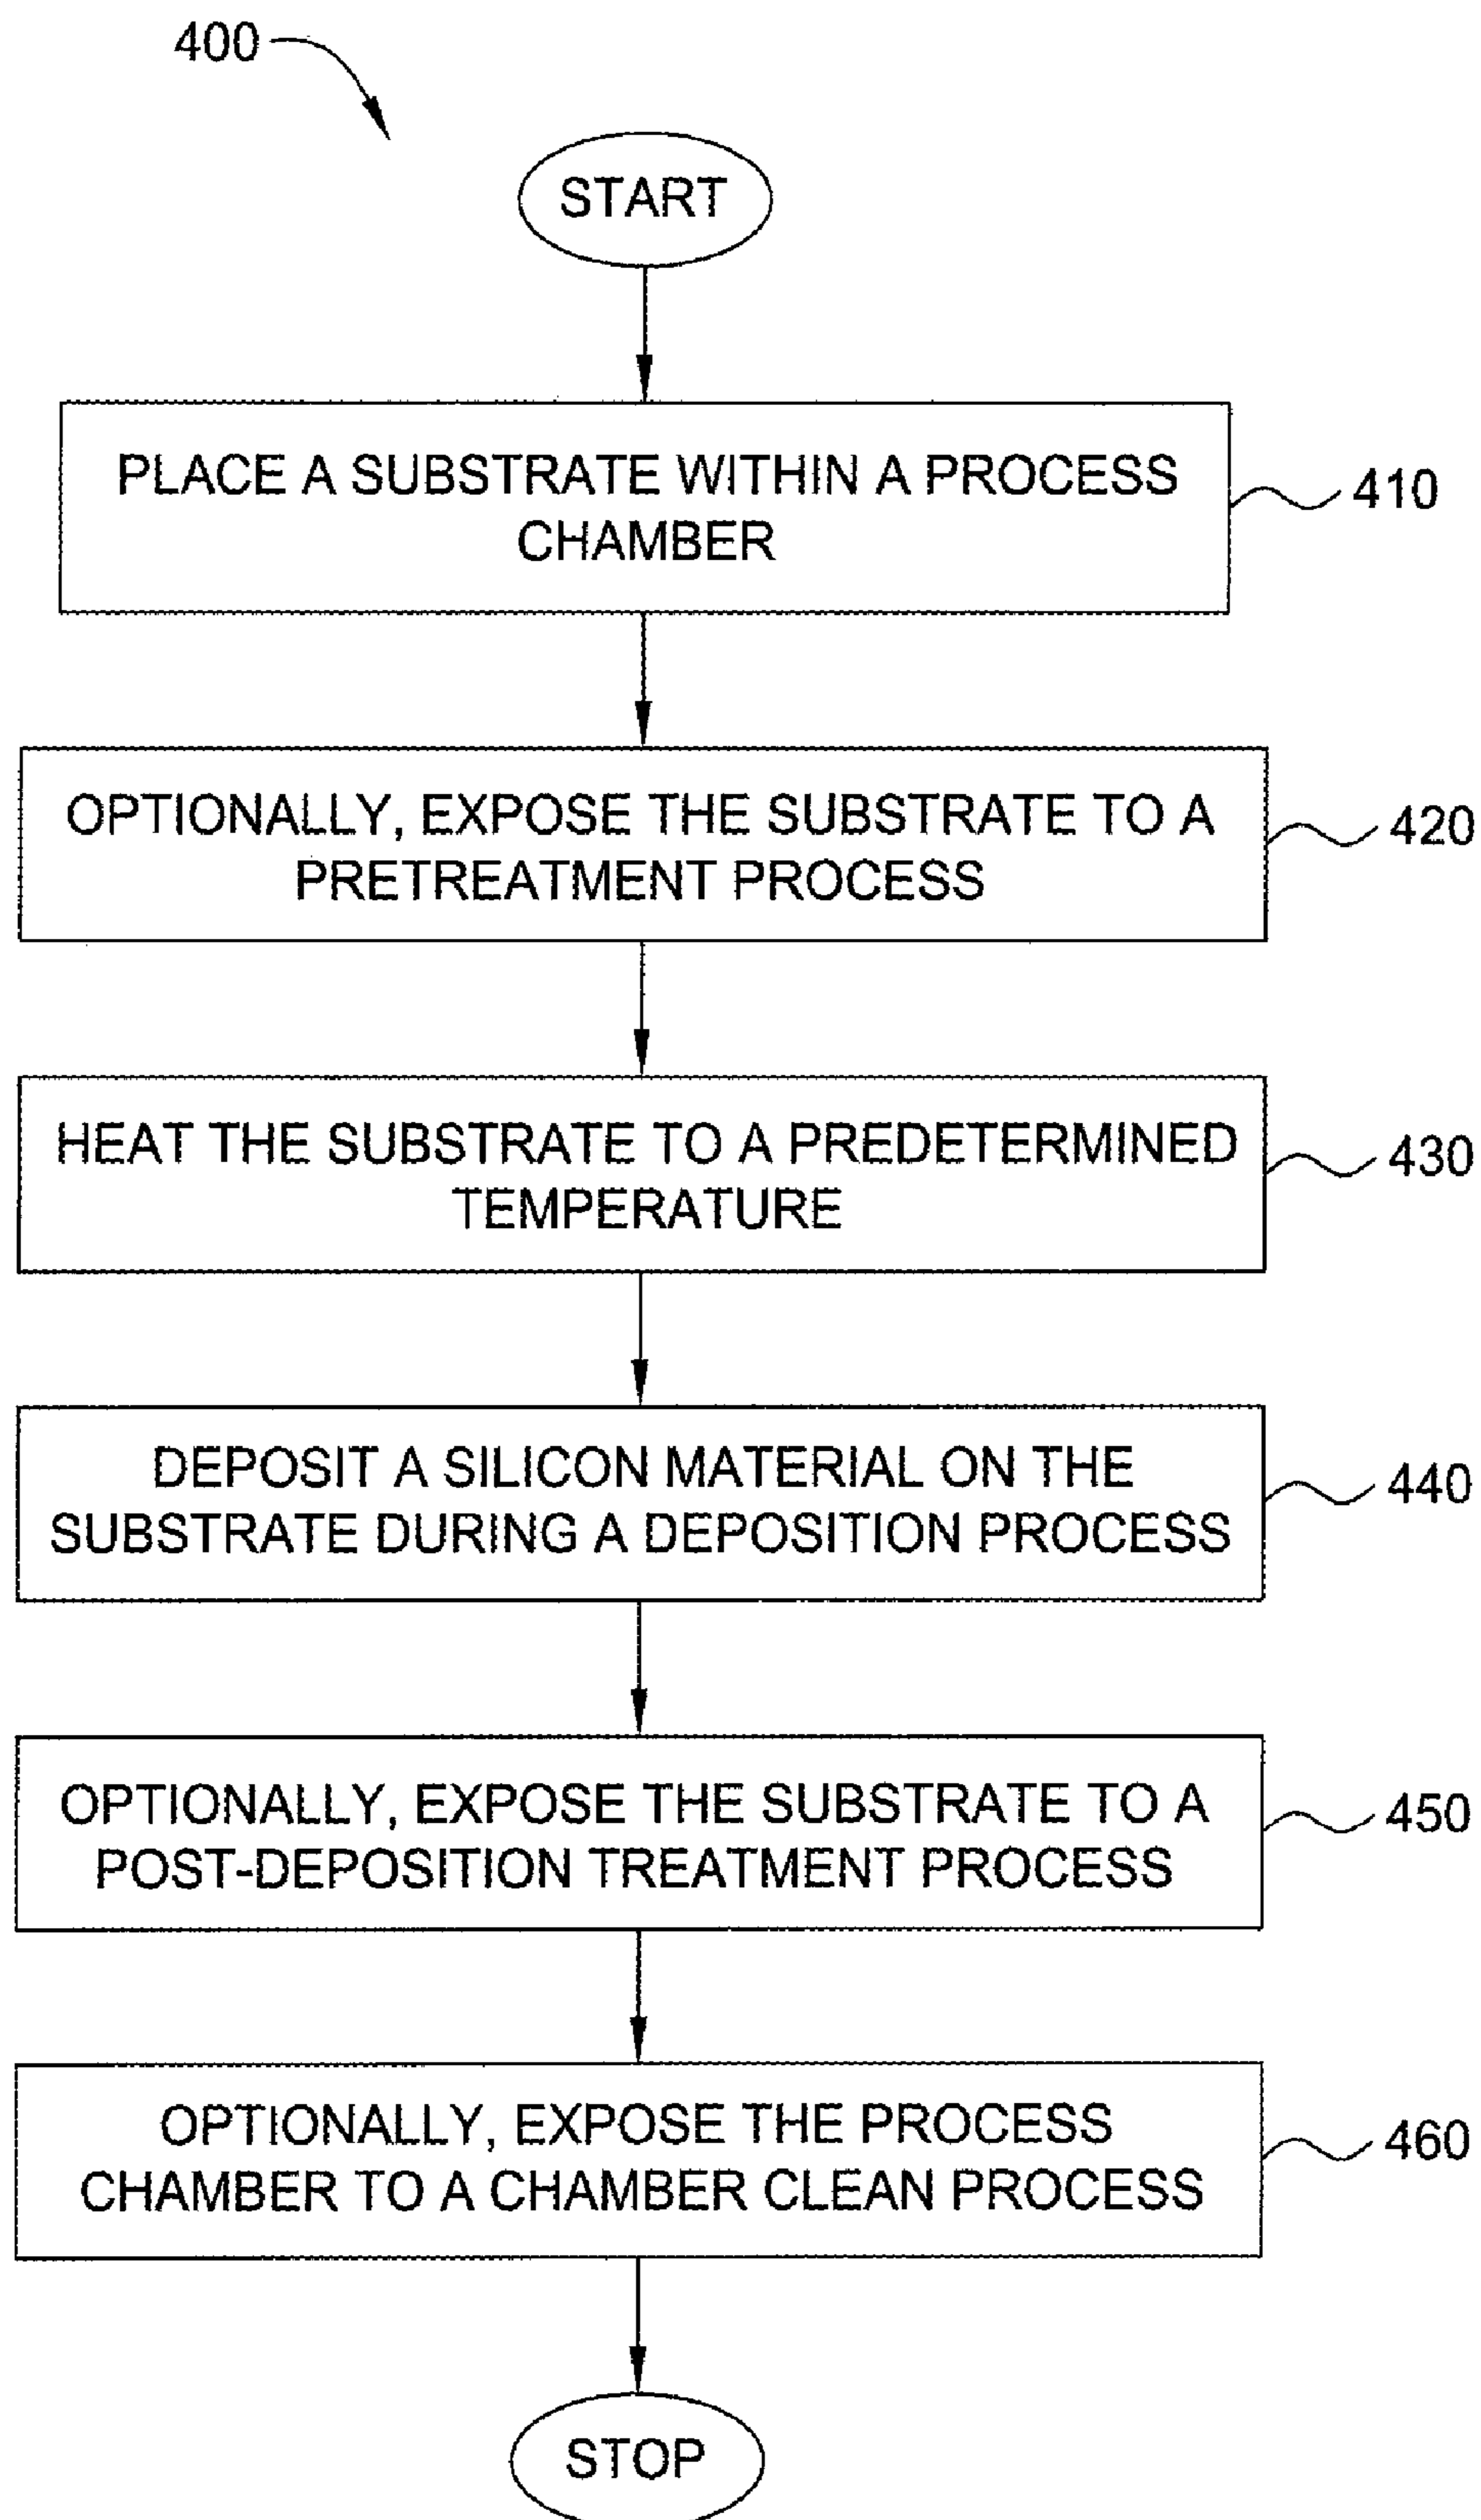 400
START
PLACE A SUBSTRATE WITHIN A PROCESS
CHAMBER
410
OPTIONALLY, EXPOSE THE SUBSTRATE TO A
PRETREATMENT PROCESS
420
HEAT THE SUBSTRATE TO A PREDETERMINED
TEMPERATURE
430
DEPOSIT A SILICON MATERIAL ON THE
SUBSTRATE DURING A DEPOSITION PROCESS
440
OPTIONALLY, EXPOSE THE SUBSTRATE TO A
POST-DEPOSITION TREATMENT PROCESS
450
OPTIONALLY, EXPOSE THE PROCESS
CHAMBER TO A CHAMBER CLEAN PROCESS
460
STOP